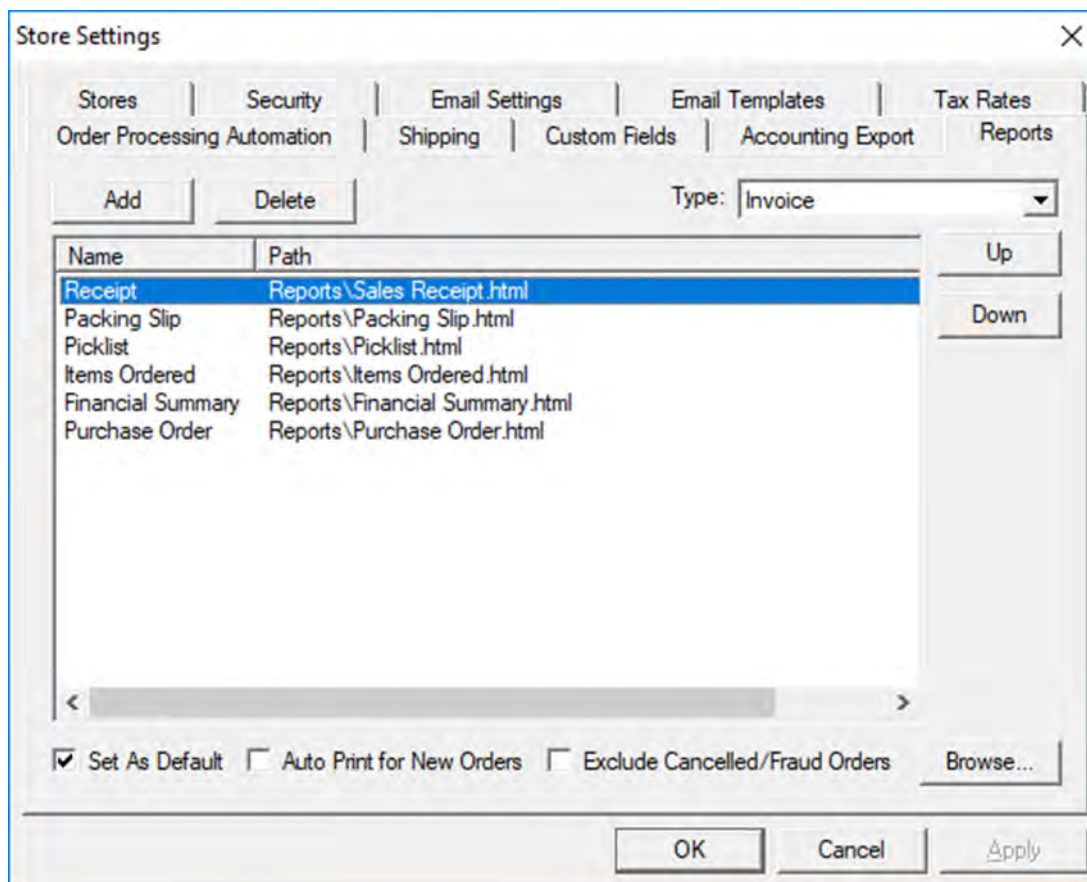 Store Settings
Stores Security Email Settings Email Templates Tax Rates
Order Processing Automation Shipping Custom Fields Accounting Export Reports
Add Delete Type: Invoice
Name Path Up
Receipt Reports\Sales Receipt.html
Packing Slip Reports\Packing Slip.html Down
Picklist Reports\Picklist.html
Items Ordered Reports\Items Ordered.html
Financial Summary Reports\Financial Summary.html
Purchase Order Reports\Purchase Order.html
Set As Default Auto Print for New Orders Exclude Cancelled/Fraud Orders Browse...
OK Cancel Apply